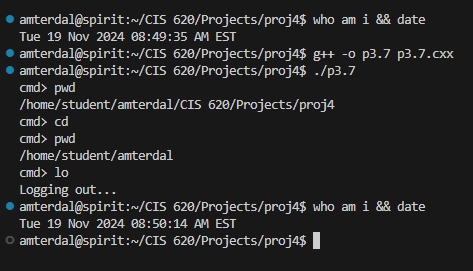 amterdal@spirit:~/CIS 620/Projects/proj4$ who am i && date
Tue 19 Nov 2024 08:49:35 AM EST
amterdal@spirit:~/CIS 620/Projects/proj4$ g++ -o p3.7 p3.7.cxx
amterdal@spirit:~/CIS 620/Projects/proj4$ ./p3.7
cmd> pwd
/home/student/amterdal/CIS 620/Projects/proj4
cmd> cd
cmd> pwd
/home/student/amterdal
cmd> lo
Logging out...
amterdal@spirit:~/CIS 620/Projects/proj4$ who am i && date
Tue 19 Nov 2024 08:50:14 AM EST
amterdal@spirit:~/CIS 620/Projects/proj4$